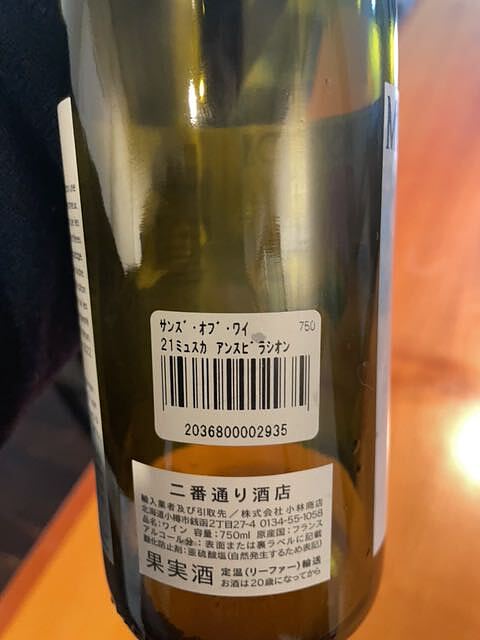 M
サンズ・オブ・ワイ 750
21ミュスカ アンスピラシオン
2036800002935
二番通り酒店
輸入業者及び引取先／株式会社 小林商店
北海道小樽市銭函2丁目27-4 0134-55-1058
品名：ワイン 容量：750ml 原産国：フランス
アルコール分：表面または裏ラベルに記載
酸化防止剤：亜硫酸塩(自然発生するため表記)
果実酒 定温（リーファー）輸送
お酒は20歳になってから